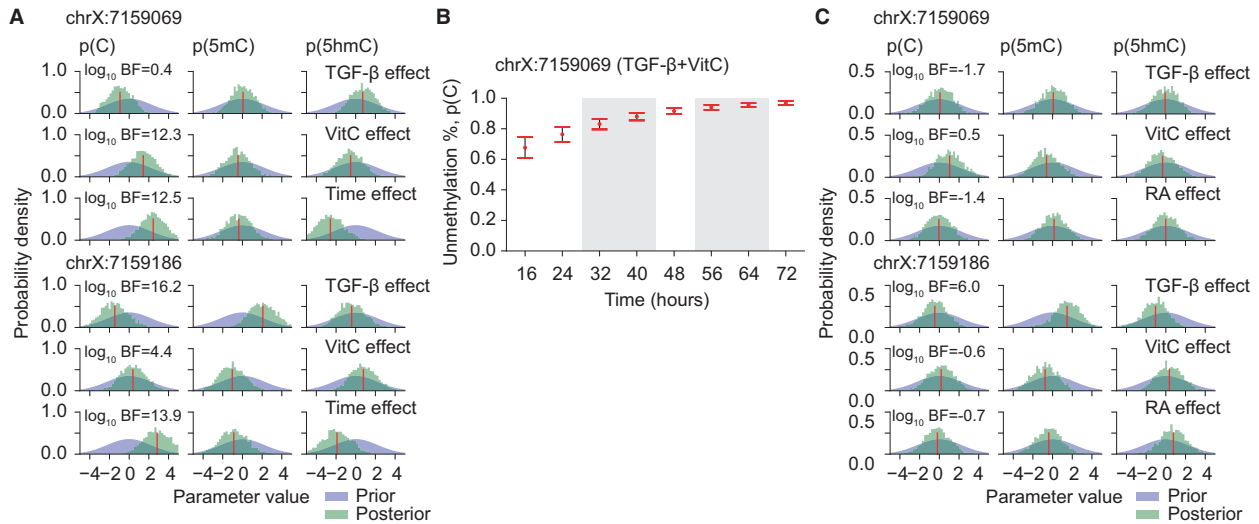 A
chrX:7159069
p(C) p(5mC) p(5hmC)
1.0
0.0
log10 BF=0.4
TGF-β effect
1.0
0.0
log10 BF=12.3
VitC effect
1.0
0.0
log10 BF=12.5
Time effect
chrX:7159186
1.0
0.0
log10 BF=16.2
TGF-β effect
1.0
0.0
log10 BF=4.4
VitC effect
1.0
0.0
log10 BF=13.9
Time effect
Probability density
−4 −2 0 2 4 −4 −2 0 2 4 −4 −2 0 2 4
Parameter value
Prior
Posterior
B
chrX:7159069 (TGF-β+VitC)
Unmethylation %, p(C)
1.0
0.8
0.6
0.4
0.2
0.0
16 24 32 40 48 56 64 72
Time (hours)
C
chrX:7159069
p(C) p(5mC) p(5hmC)
0.5
0.0
log10 BF=-1.7
TGF-β effect
0.5
0.0
log10 BF=0.5
VitC effect
0.5
0.0
log10 BF=-1.4
RA effect
chrX:7159186
0.5
0.0
log10 BF=6.0
TGF-β effect
0.5
0.0
log10 BF=-0.6
VitC effect
0.5
0.0
log10 BF=-0.7
RA effect
Probability density
−4 −2 0 2 4 −4 −2 0 2 4 −4 −2 0 2 4
Parameter value
Prior
Posterior